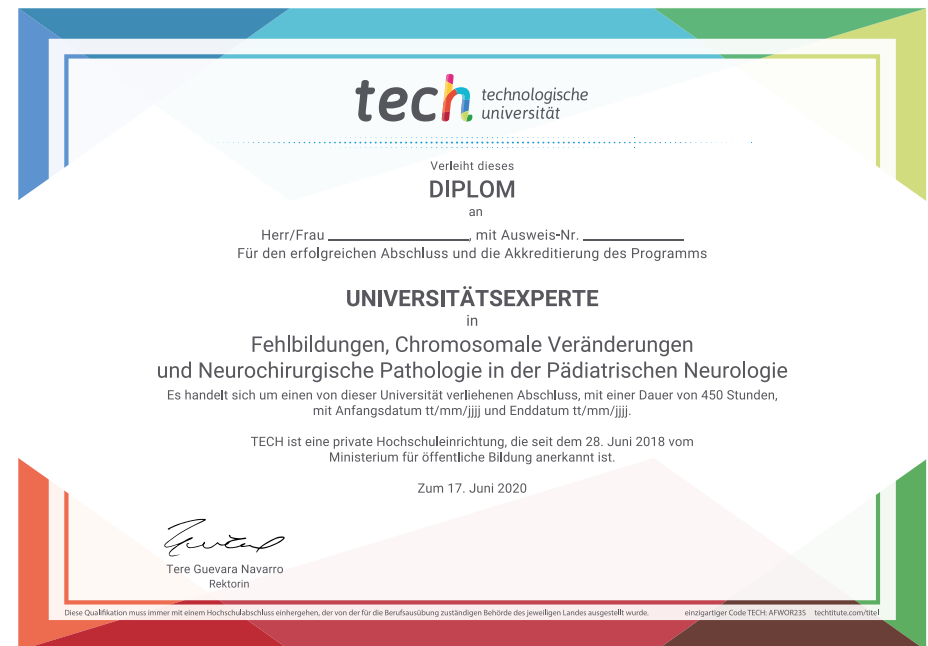 tech technologische
universität
Verleiht dieses
DIPLOM
an
Herr/Frau ____________, mit Ausweis-Nr. ____________
Für den erfolgreichen Abschluss und die Akkreditierung des Programms
UNIVERSITÄTSEXPERTE
in
Fehlbildungen, Chromosomale Veränderungen
und Neurochirurgische Pathologie in der Pädiatrischen Neurologie
Es handelt sich um einen von dieser Universität verliehenen Abschluss, mit einer Dauer von 450 Stunden,
mit Anfangsdatum tt/mm/jjjj und Enddatum tt/mm/jjjj.
TECH ist eine private Hochschuleinrichtung, die seit dem 28. Juni 2018 vom
Ministerium für öffentliche Bildung anerkannt ist.
Zum 17. Juni 2020
Tere Guevara Navarro
Rektorin
Diese Qualifikation muss immer mit einem Hochschulabschluss einhergehen, der von der für die Berufsausübung zuständigen Behörde des jeweiligen Landes ausgestellt wurde. einzigartiger Code TECH: AFWOR23S techtitute.com/titel